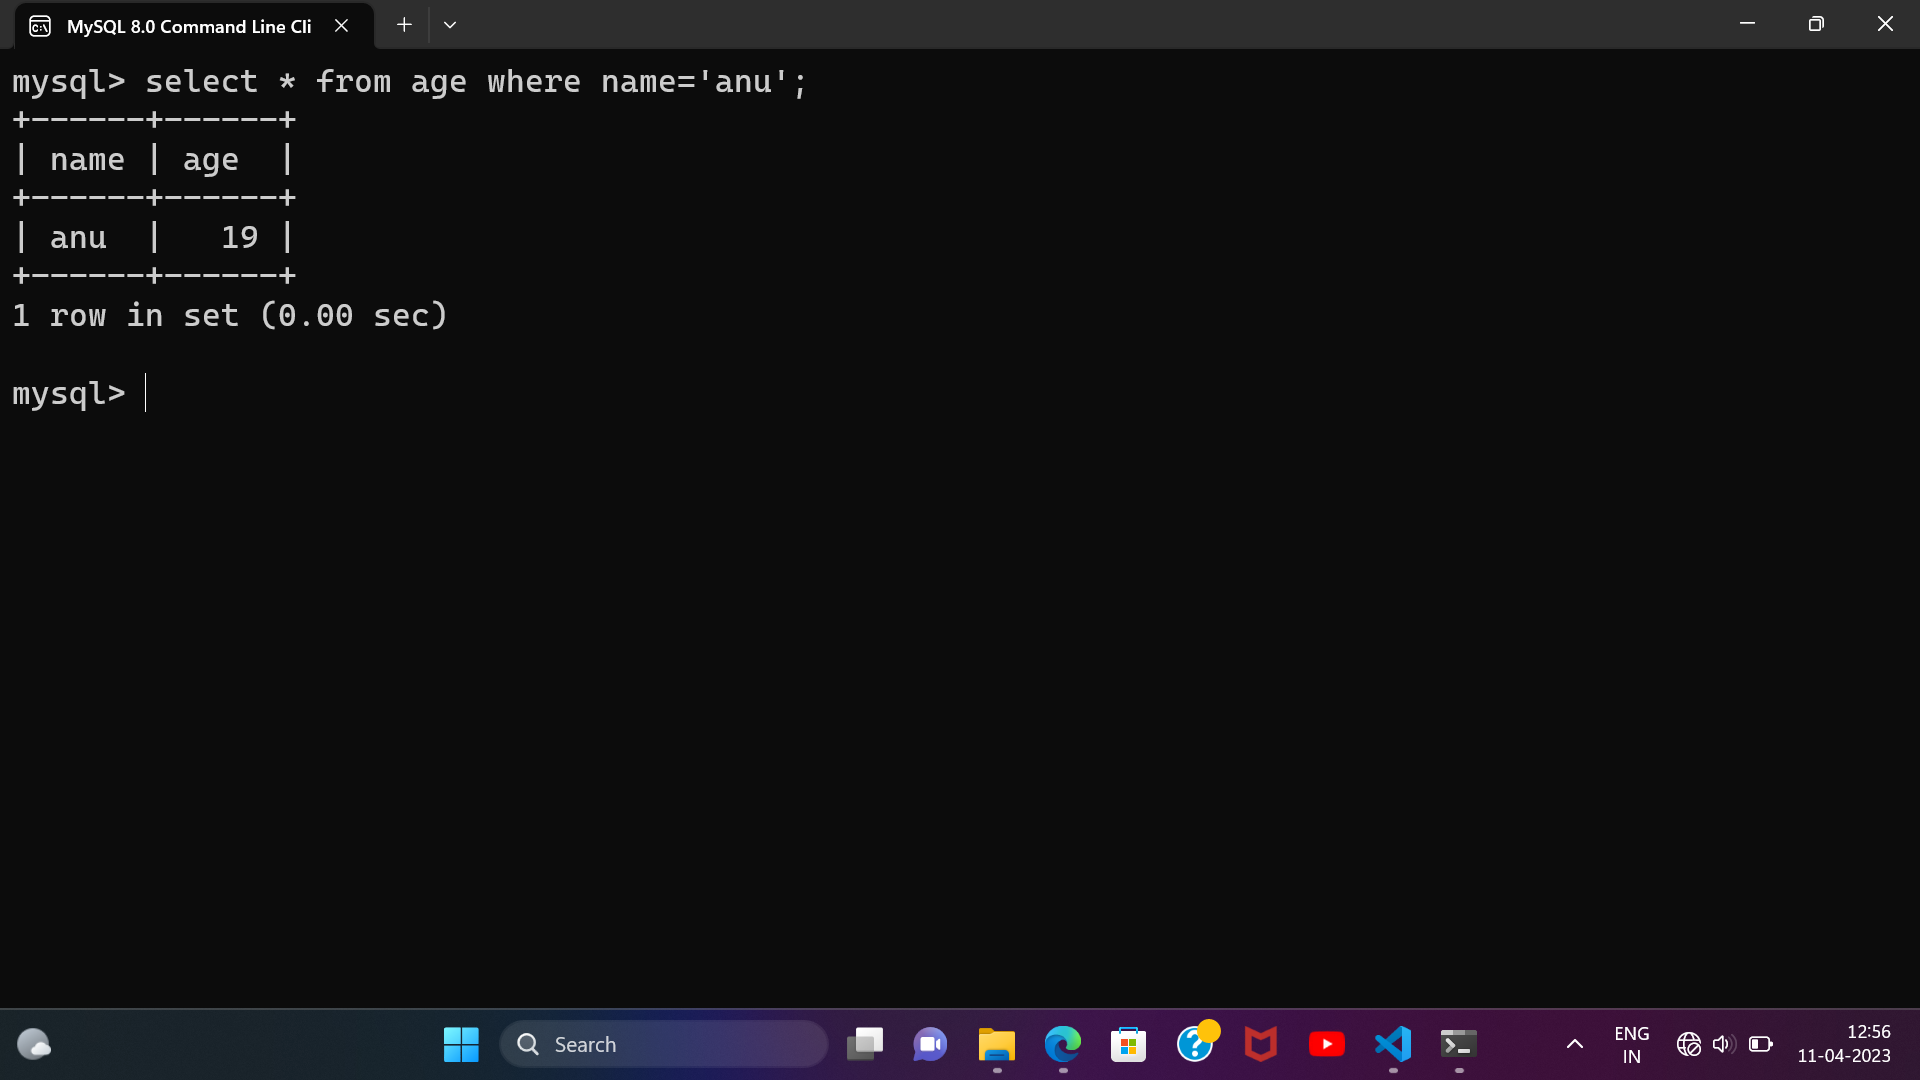 MySQL 8.0 Command Line Cli
mysql> select * from age where name='anu';
+------+------+
| name | age  |
+------+------+
| anu  |   19 |
+------+------+
1 row in set (0.00 sec)
mysql>
Search
ENG
IN
12:56
11-04-2023